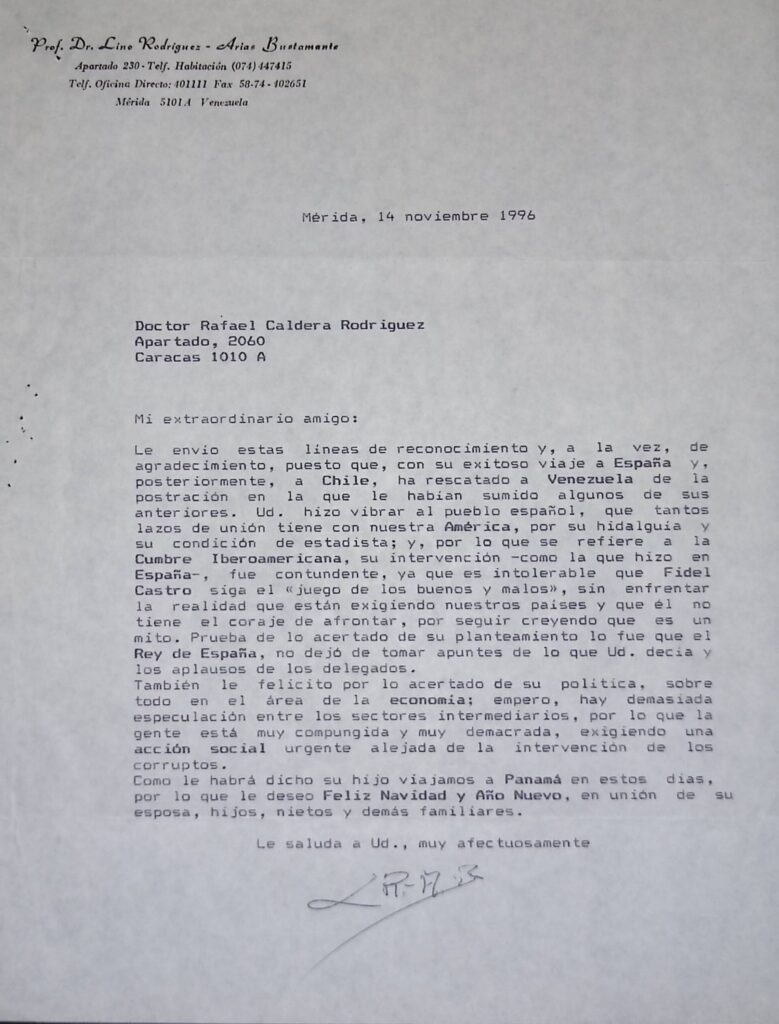 Prof. Dr. Lino Rodríguez - Arias Bustamante
Apartado 230 - Telf. Habitación (074) 447415
Telf. Oficina Directo: 401111 Fax 58-74 - 402651
Mérida 5101A Venezuela
Mérida, 14 noviembre 1996
Doctor Rafael Caldera Rodríguez
Apartado, 2060
Caracas 1010 A
Mi extraordinario amigo:
Le envío estas líneas de reconocimiento y, a la vez, de
agradecimiento, puesto que, con su exitoso viaje a España y,
posteriormente, a Chile, ha rescatado a Venezuela de la
postración en la que le habían sumido algunos de sus
anteriores. Ud. hizo vibrar al pueblo español, que tantos
lazos de unión tiene con nuestra América, por su hidalguía y
su condición de estadista; y, por lo que se refiere a la
Cumbre Iberoamericana, su intervención -como la que hizo en
España-, fue contundente, ya que es intolerable que Fidel
Castro siga el «juego de los buenos y malos», sin enfrentar
la realidad que están exigiendo nuestros países y que él no
tiene el coraje de afrontar, por seguir creyendo que es un
mito. Prueba de lo acertado de su planteamiento lo fue que el
Rey de España, no dejó de tomar apuntes de lo que Ud. decía y
los aplausos de los delegados.
También le felicito por lo acertado de su política, sobre
todo en el área de la economía; empero, hay demasiada
especulación entre los sectores intermediarios, por lo que la
gente está muy compungida y muy demacrada, exigiendo una
acción social urgente alejada de la intervención de los
corruptos.
Como le habrá dicho su hijo viajamos a Panamá en estos días,
por lo que le deseo Feliz Navidad y Año Nuevo, en unión de su
esposa, hijos, nietos y demás familiares.
Le saluda a Ud., muy afectuosamente